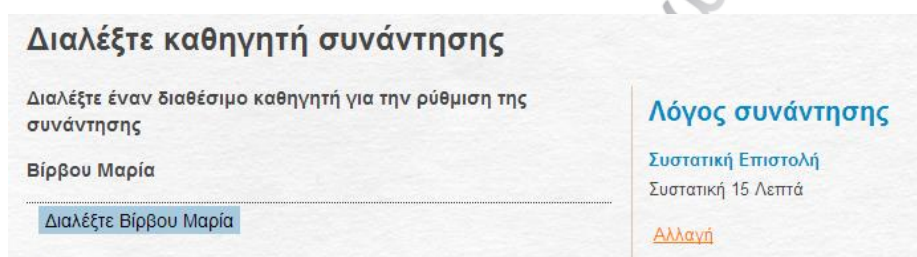 Διαλέξτε καθηγητή συνάντησης
Διαλέξτε έναν διαθέσιμο καθηγητή για την ρύθμιση της
συνάντησης
Βίρβου Μαρία
Διαλέξτε Βίρβου Μαρία
Λόγος συνάντησης
Συστατική Επιστολή
Συστατική 15 Λεπτά
Αλλαγή